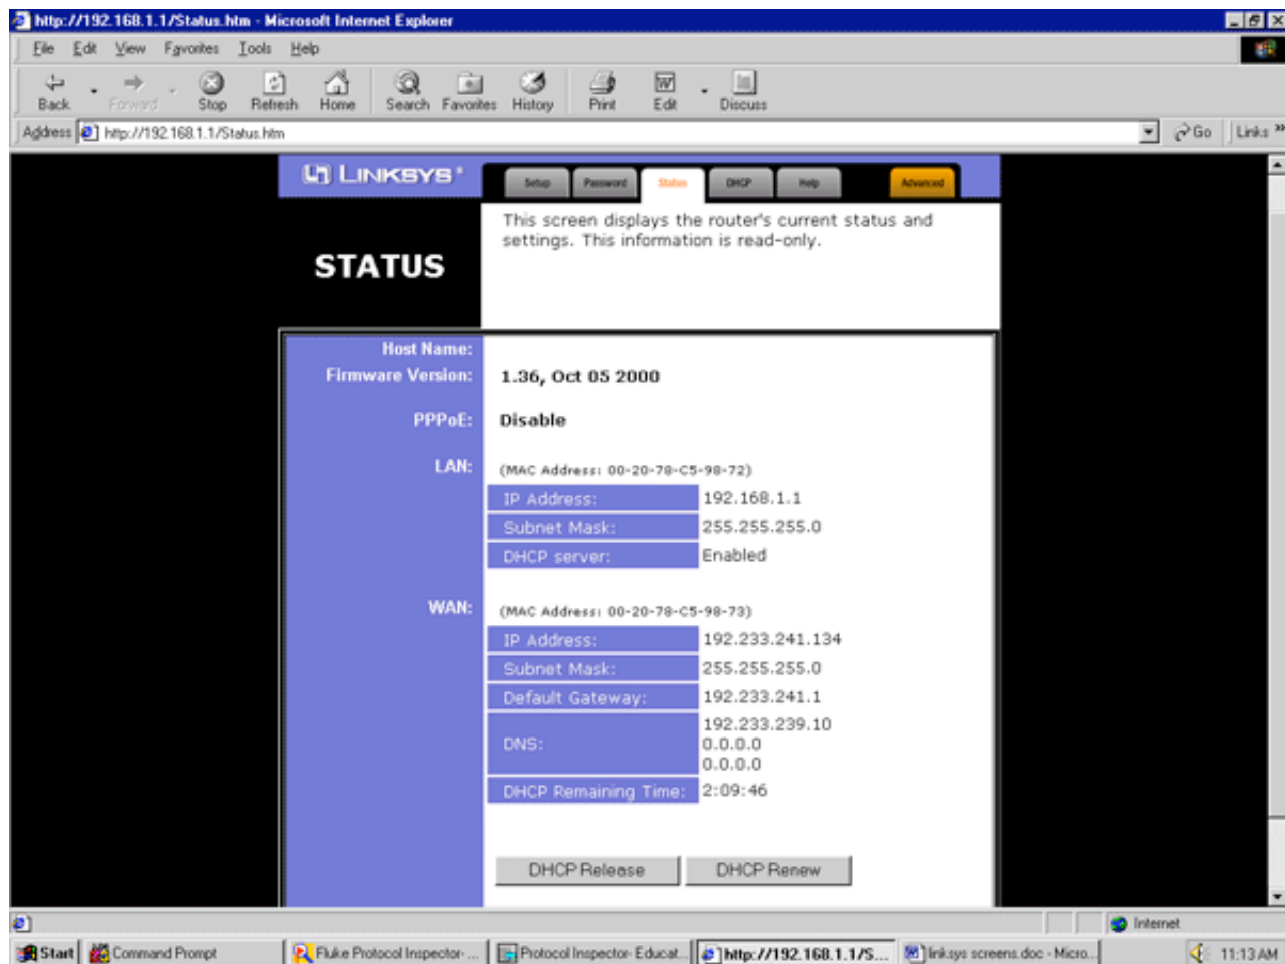 http://192.168.1.1/Status.htm - Microsoft Internet Explorer
File Edit View Favorites Tools Help
Back Forward Stop Refresh Home Search Favorites History Print Edit Discuss
Address http://192.168.1.1/Status.htm Go Links »
LINKSYS®
Setup Password Status DHCP Help Advanced
This screen displays the router's current status and
settings. This information is read-only.
STATUS
Host Name:
Firmware Version: 1.36, Oct 05 2000
PPPoE: Disable
LAN: (MAC Address: 00-20-78-C5-98-72)
IP Address: 192.168.1.1
Subnet Mask: 255.255.255.0
DHCP server: Enabled
WAN: (MAC Address: 00-20-78-C5-98-73)
IP Address: 192.233.241.134
Subnet Mask: 255.255.255.0
Default Gateway: 192.233.241.1
DNS: 192.233.239.10
0.0.0.0
0.0.0.0
DHCP Remaining Time: 2:09:46
DHCP Release DHCP Renew
Internet
Start Command Prompt Fluke Protocol Inspector- ... Protocol Inspector- Educat... http://192.168.1.1/S... linksys screens.doc - Micro... 11:13 AM